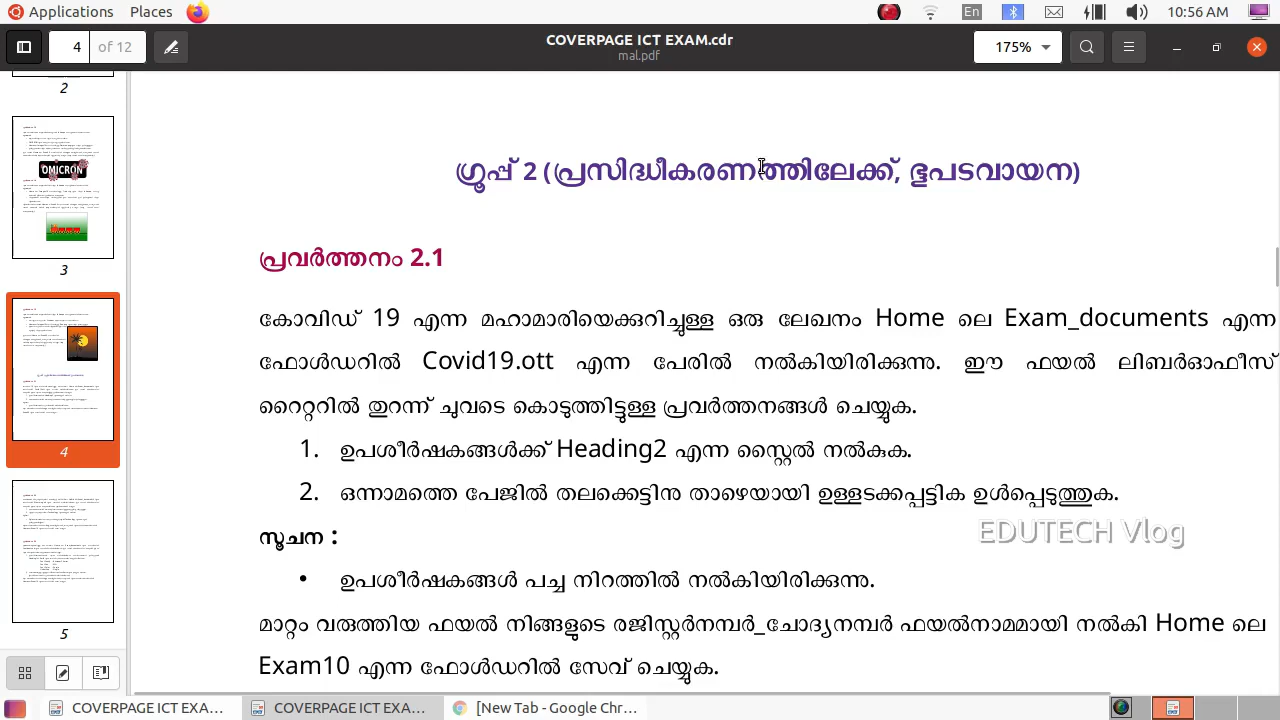 Applications Places En 10:56 AM
4 of 12 COVERPAGE ICT EXAM.cdr 175%
mal.pdf
2
OMICRON
3
4
5
ഗ്രൂപ്പ് 2 (പ്രസിദ്ധീകരണത്തിലേക്ക്, ഭൂപടവായന)
പ്രവർത്തനം 2.1
കോവിഡ് 19 എന്ന മഹാമാരിയെക്കുറിച്ചുള്ള ഒരു ലേഖനം Home ലെ Exam_documents എന്ന
ഫോൾഡറിൽ Covid19.ott എന്ന പേരിൽ നൽകിയിരിക്കുന്നു. ഈ ഫയൽ ലിബർഓഫീസ്
റൈറ്ററിൽ തുറന്ന് ചുവടെ കൊടുത്തിട്ടുള്ള പ്രവർത്തനങ്ങൾ ചെയ്യുക.
1. ഉപശീർഷകങ്ങൾക്ക് Heading2 എന്ന സ്റ്റൈൽ നൽകുക.
2. ഒന്നാമത്തെ പേജിൽ തലക്കെട്ടിനു താഴെയായി ഉള്ളടക്കപ്പട്ടിക ഉൾപ്പെടുത്തുക.
EDUTECH Vlog
സൂചന :
• ഉപശീർഷകങ്ങൾ പച്ച നിറത്തിൽ നൽകിയിരിക്കുന്നു.
മാറ്റം വരുത്തിയ ഫയൽ നിങ്ങളുടെ രജിസ്റ്റർനമ്പർ_ചോദ്യനമ്പർ ഫയൽനാമമായി നൽകി Home ലെ
Exam10 എന്ന ഫോൾഡറിൽ സേവ് ചെയ്യുക.
COVERPAGE ICT EXA... COVERPAGE ICT EXAM... [New Tab - Google Chr...